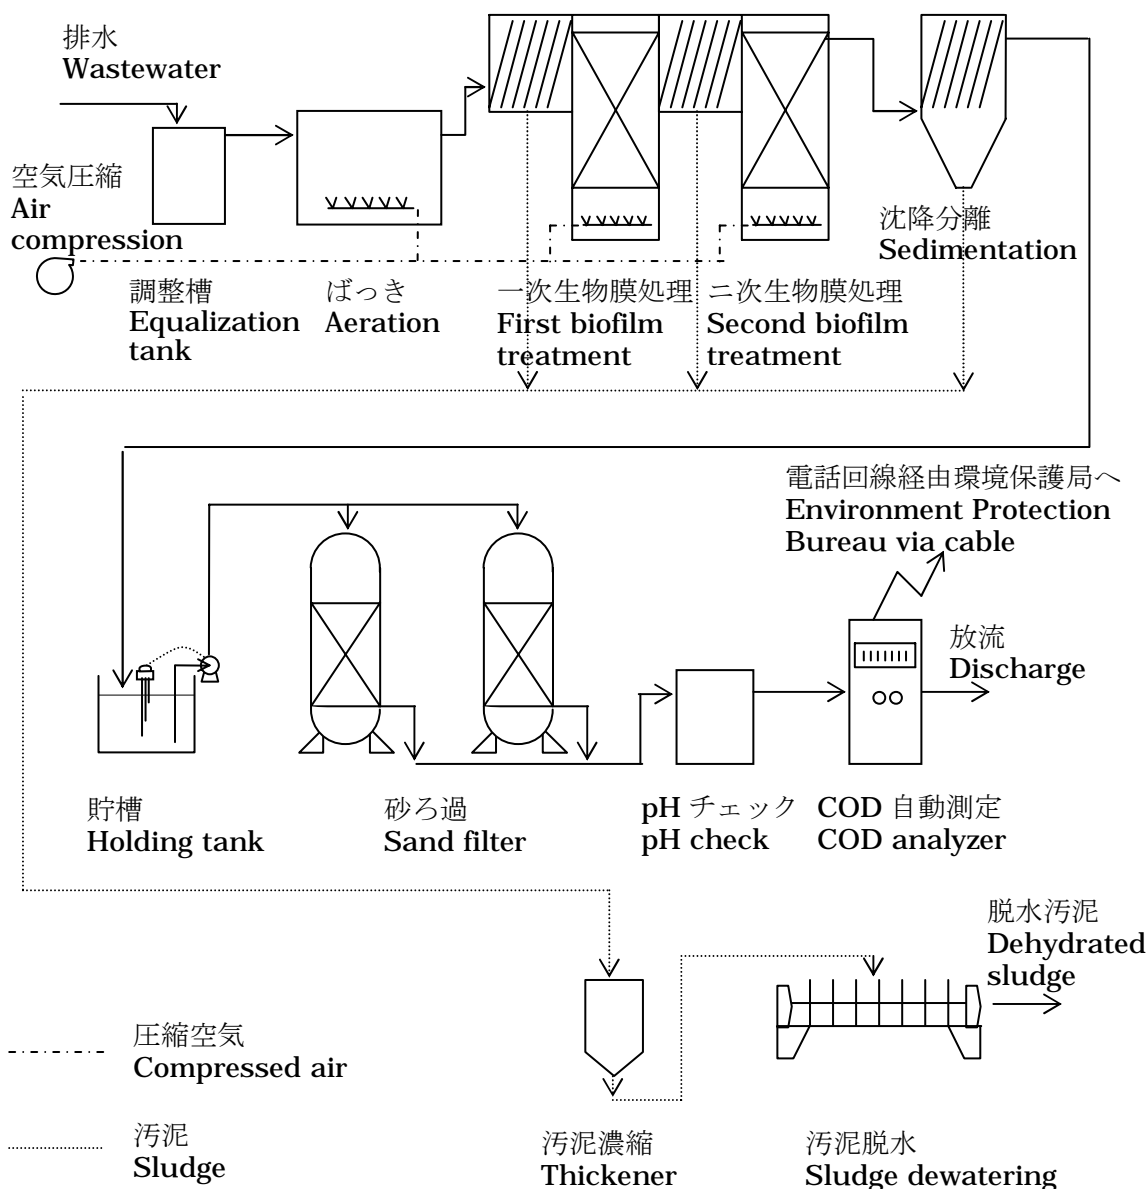 排水
Wastewater
空気圧縮
Air
compression
調整槽
Equalization
tank
ばっき
Aeration
一次生物膜処理
First biofilm
treatment
二次生物膜処理
Second biofilm
treatment
沈降分離
Sedimentation
電話回線経由環境保護局へ
Environment Protection
Bureau via cable
放流
Discharge
貯槽
Holding tank
砂ろ過
Sand filter
pH チェック
pH check
COD 自動測定
COD analyzer
脱水汚泥
Dehydrated
sludge
圧縮空気
Compressed air
汚泥
Sludge
汚泥濃縮
Thickener
汚泥脱水
Sludge dewatering